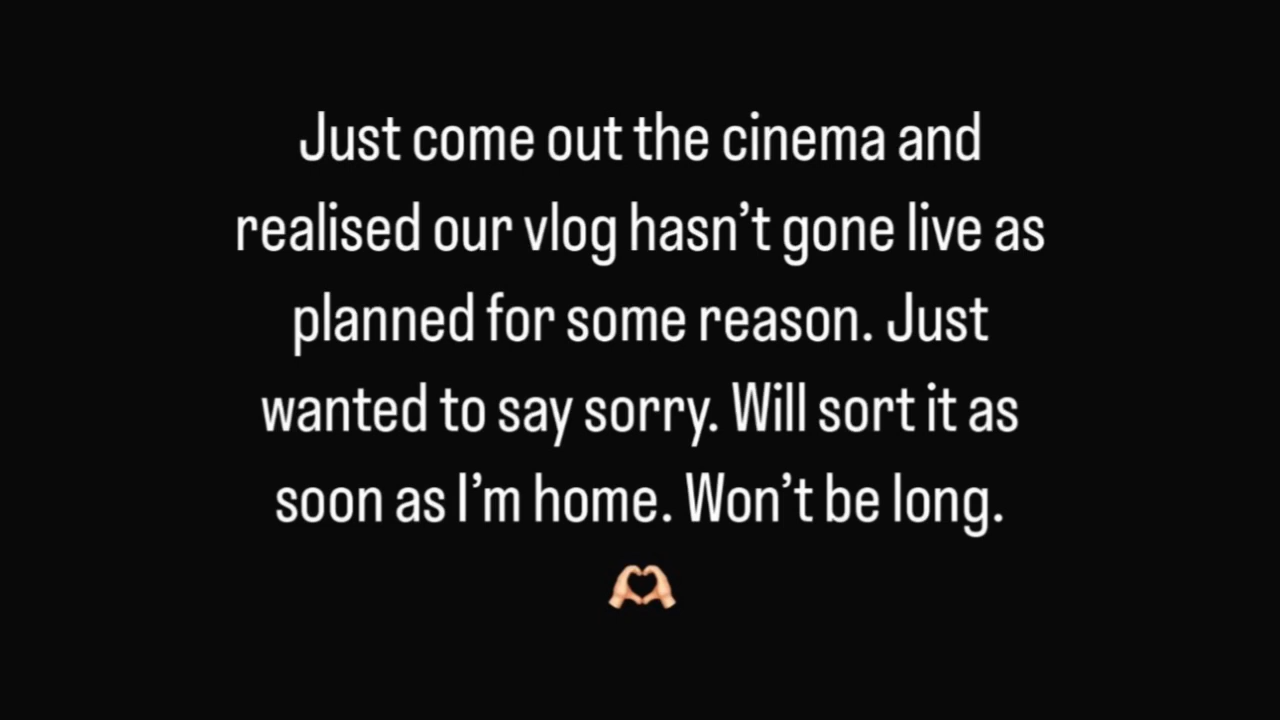 Just come out the cinema and
realised our vlog hasn’t gone live as
planned for some reason. Just
wanted to say sorry. Will sort it as
soon as I’m home. Won’t be long.
🫶🏻